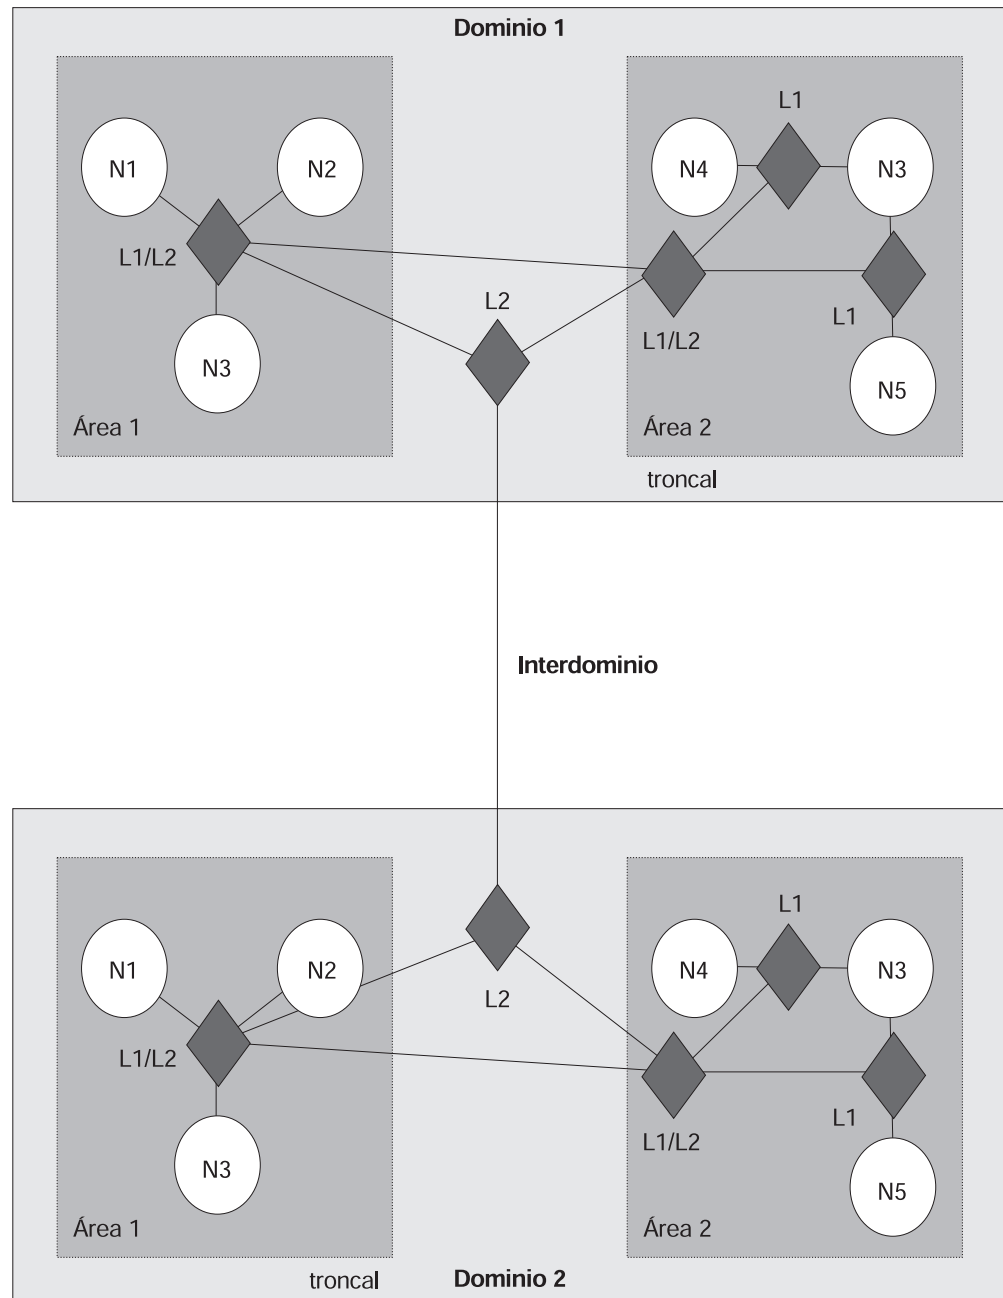 Dominio 1
L1
N1
N2
N4
N3
L1/L2
L2
L1/L2
L1
N3
N5
Área 1
Área 2
troncal
Interdominio
L1
N1
N2
N4
N3
L2
L1/L2
L1/L2
L1
N3
N5
Área 1
Área 2
troncal
Dominio 2